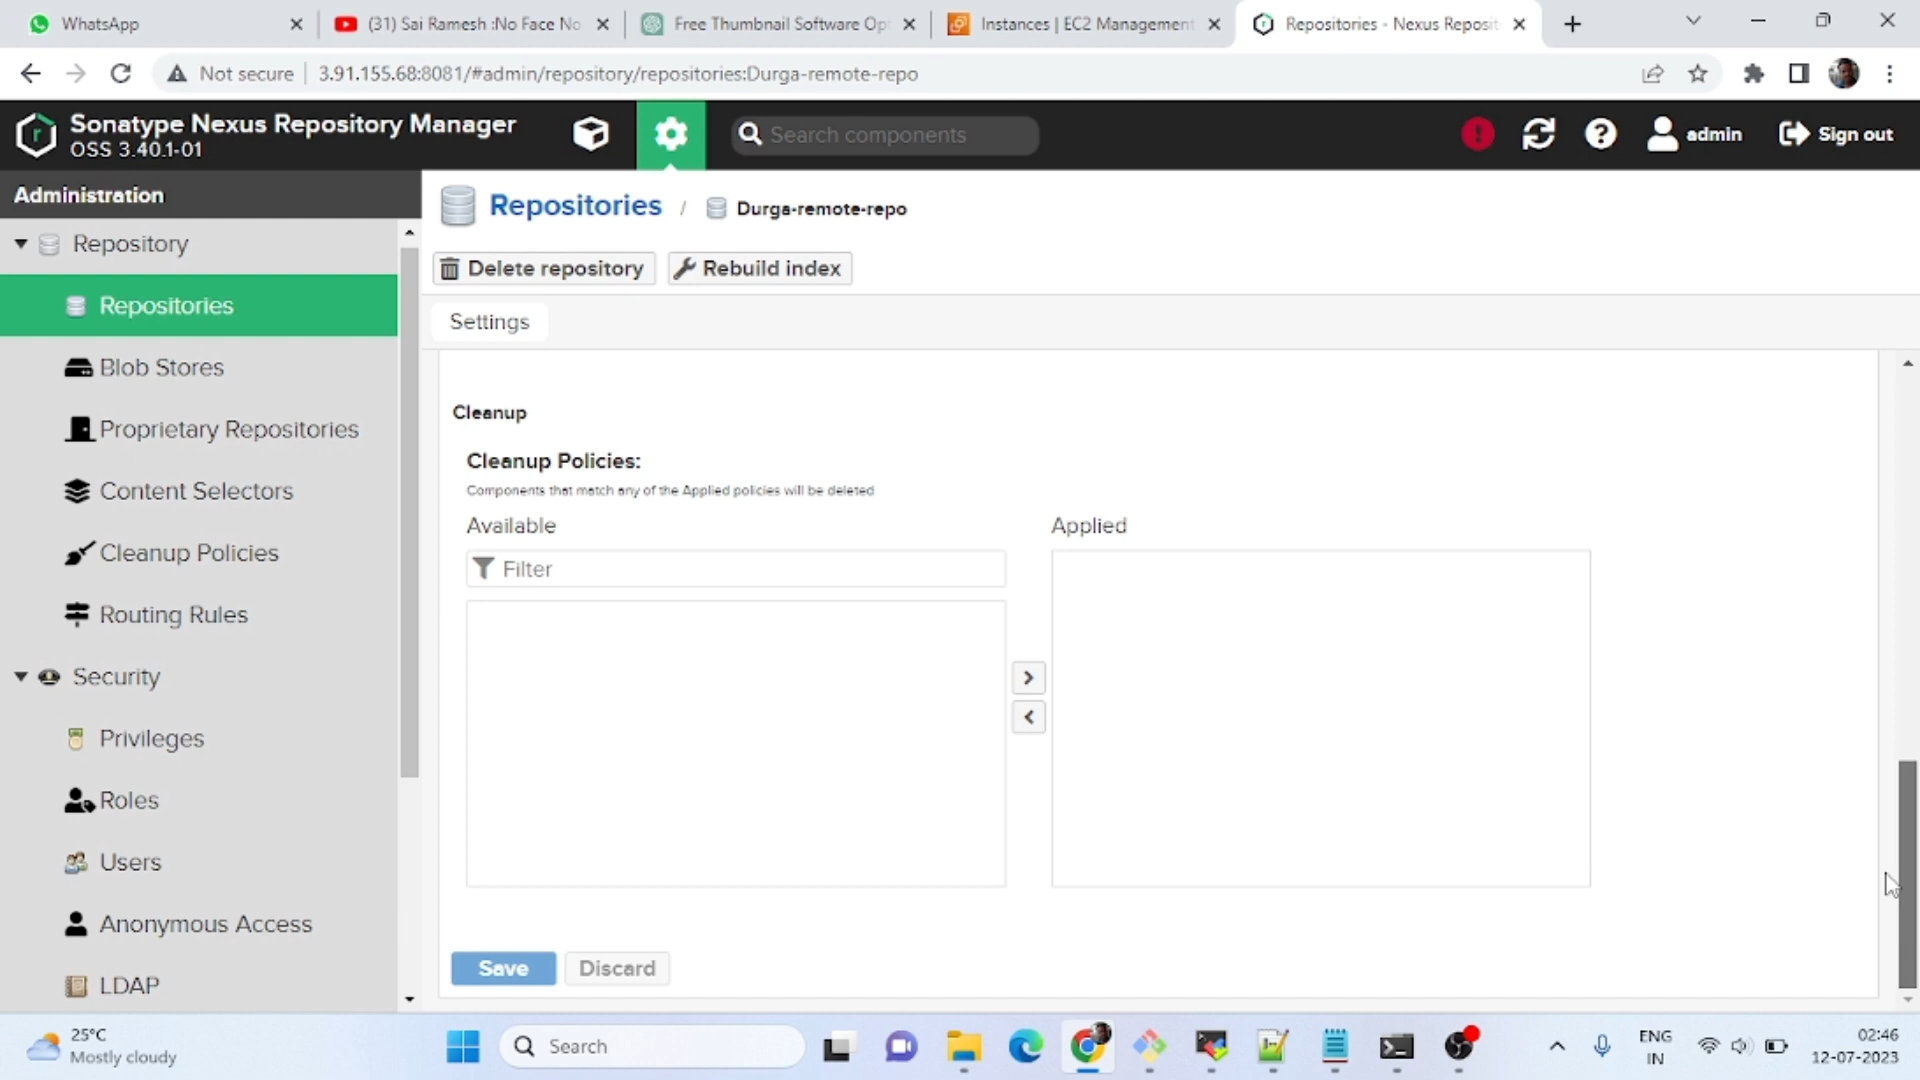 WhatsApp
(31) Sai Ramesh :No Face No
Free Thumbnail Software Opt
Instances | EC2 Management
Repositories - Nexus Reposit
Not secure
3.91.155.68:8081/#admin/repository/repositories:Durga-remote-repo
Sonatype Nexus Repository Manager
OSS 3.40.1-01
Search components
admin
Sign out
Administration
Repositories / Durga-remote-repo
Repository
Delete repository
Rebuild index
Repositories
Settings
Blob Stores
Proprietary Repositories
Content Selectors
Cleanup Policies
Routing Rules
Security
Privileges
Roles
Users
Anonymous Access
LDAP
Cleanup
Cleanup Policies:
Components that match any of the Applied policies will be deleted
Available
Applied
Filter
Save
Discard
25°C
Mostly cloudy
Search
ENG
IN
02:46
12-07-2023